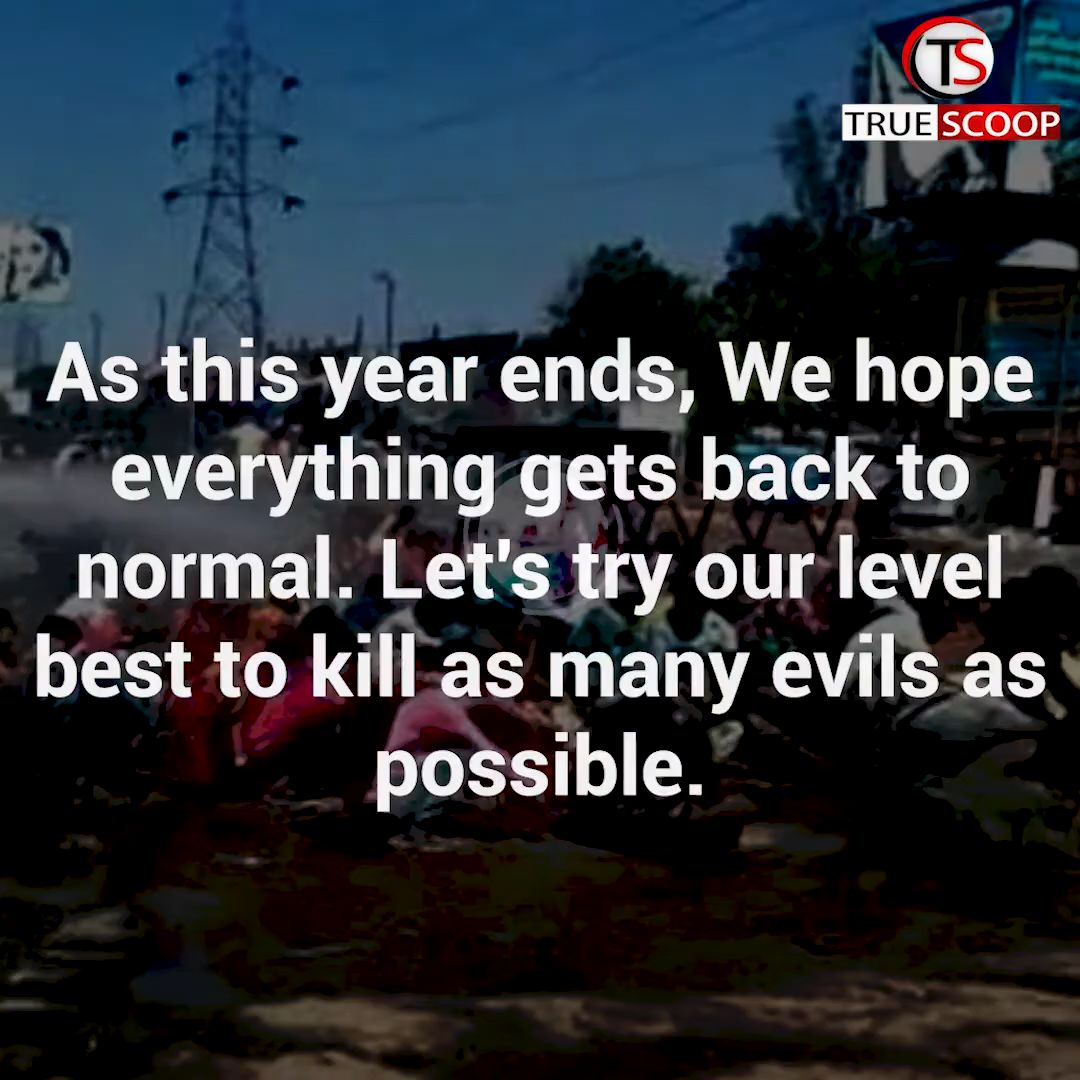 TS
TRUE SCOOP
As this year ends, We hope
everything gets back to
normal. Let's try our level
best to kill as many evils as
possible.